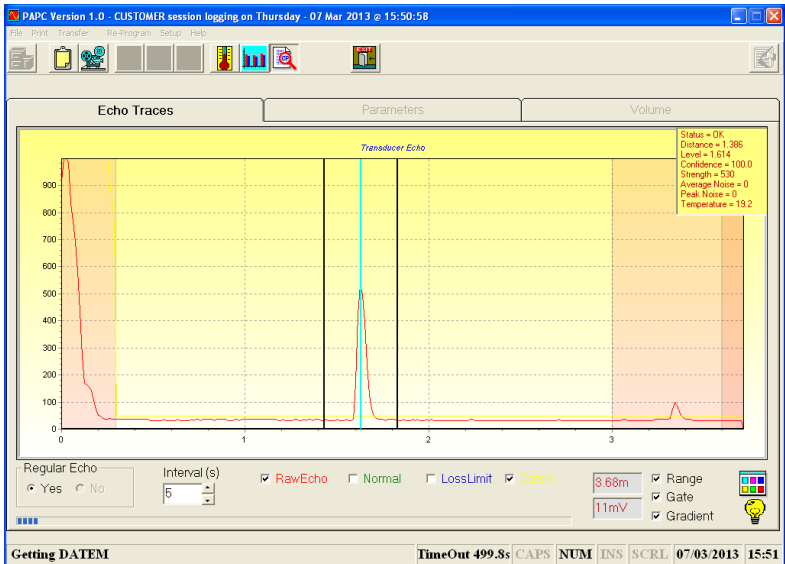 PAPC Version 1.0 - CUSTOMER session logging on Thursday - 07 Mar 2013 @ 15:50:58
File Print Transfer Re-Program Setup Help
Echo Traces Parameters Volume
Transducer Echo
Status = OK
Distance = 1.386
Level = 1.614
Confidence = 100.0
Strength = 530
Average Noise = 0
Peak Noise = 0
Temperature = 19.2
900
800
700
600
500
400
300
200
100
0
0 1 2 3
Regular Echo
Yes No
Interval (s)
5
RawEcho Normal LossLimit DatEM
3.68m
11mV
Range
Gate
Gradient
Getting DATEM TimeOut 499.8s CAPS NUM INS SCRL 07/03/2013 15:51